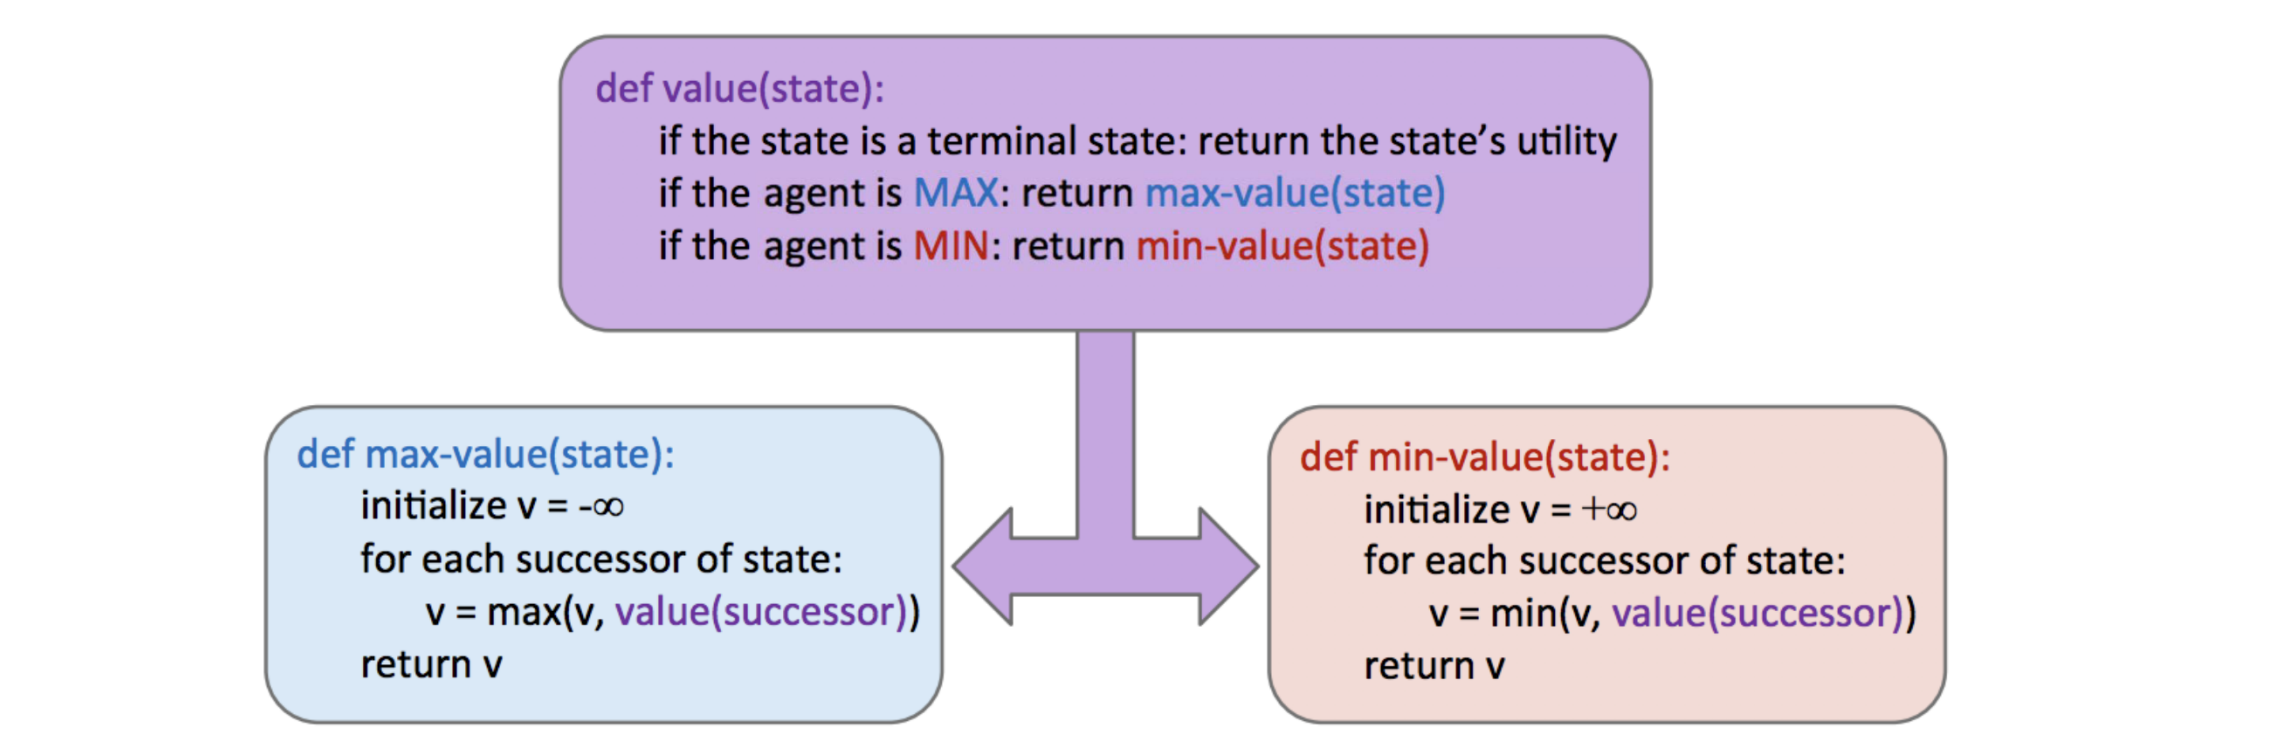 def value(state):
if the state is a terminal state: return the state’s utility
if the agent is MAX: return max-value(state)
if the agent is MIN: return min-value(state)
def max-value(state):
initialize v = -∞
for each successor of state:
v = max(v, value(successor))
return v
def min-value(state):
initialize v = +∞
for each successor of state:
v = min(v, value(successor))
return v